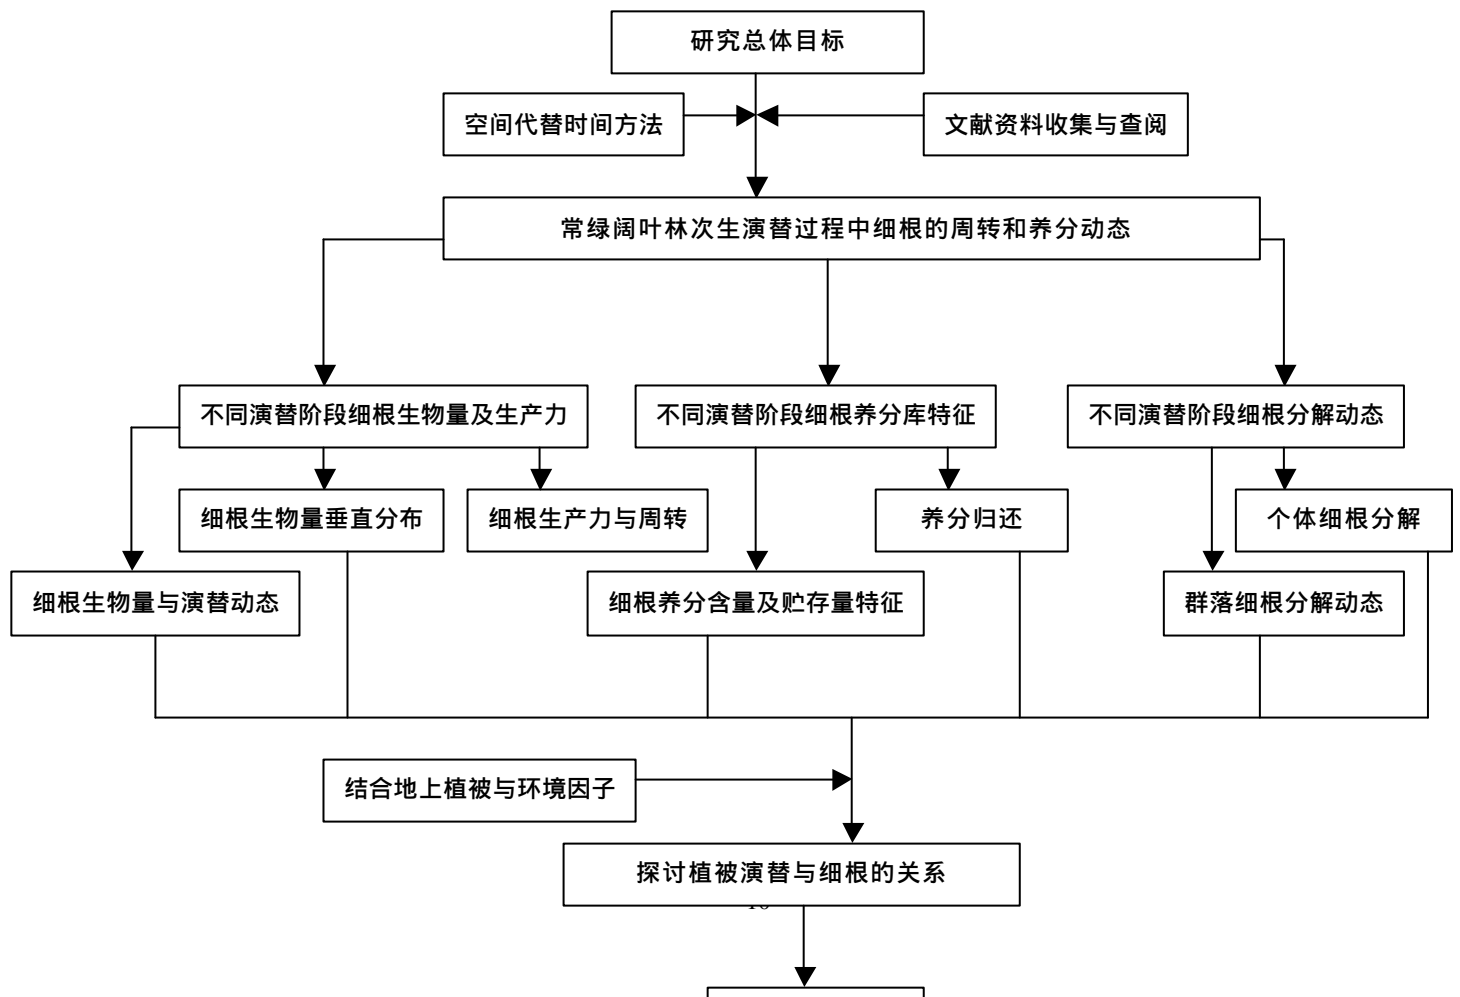 研究总体目标
空间代替时间方法
文献资料收集与查阅
常绿阔叶林次生演替过程中细根的周转和养分动态
不同演替阶段细根生物量及生产力
不同演替阶段细根养分库特征
不同演替阶段细根分解动态
细根生物量垂直分布
细根生产力与周转
养分归还
个体细根分解
细根生物量与演替动态
细根养分含量及贮存量特征
群落细根分解动态
结合地上植被与环境因子
探讨植被演替与细根的关系